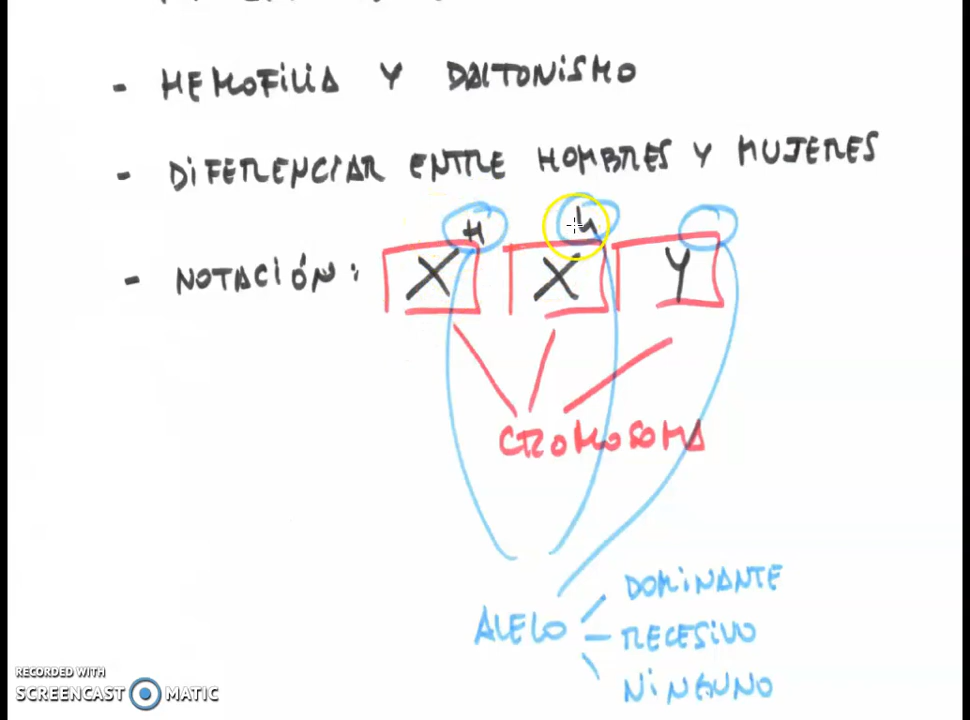 - HEMOFILIA Y DALTONISMO
- DIFERENCIAR ENTRE HOMBRES Y MUJERES
H h
- NOTACIÓN: X X Y
CROMOSOMA
DOMINANTE
ALELO
RECESIVO
NINGUNO
RECORDED WITH
SCREENCAST MATIC